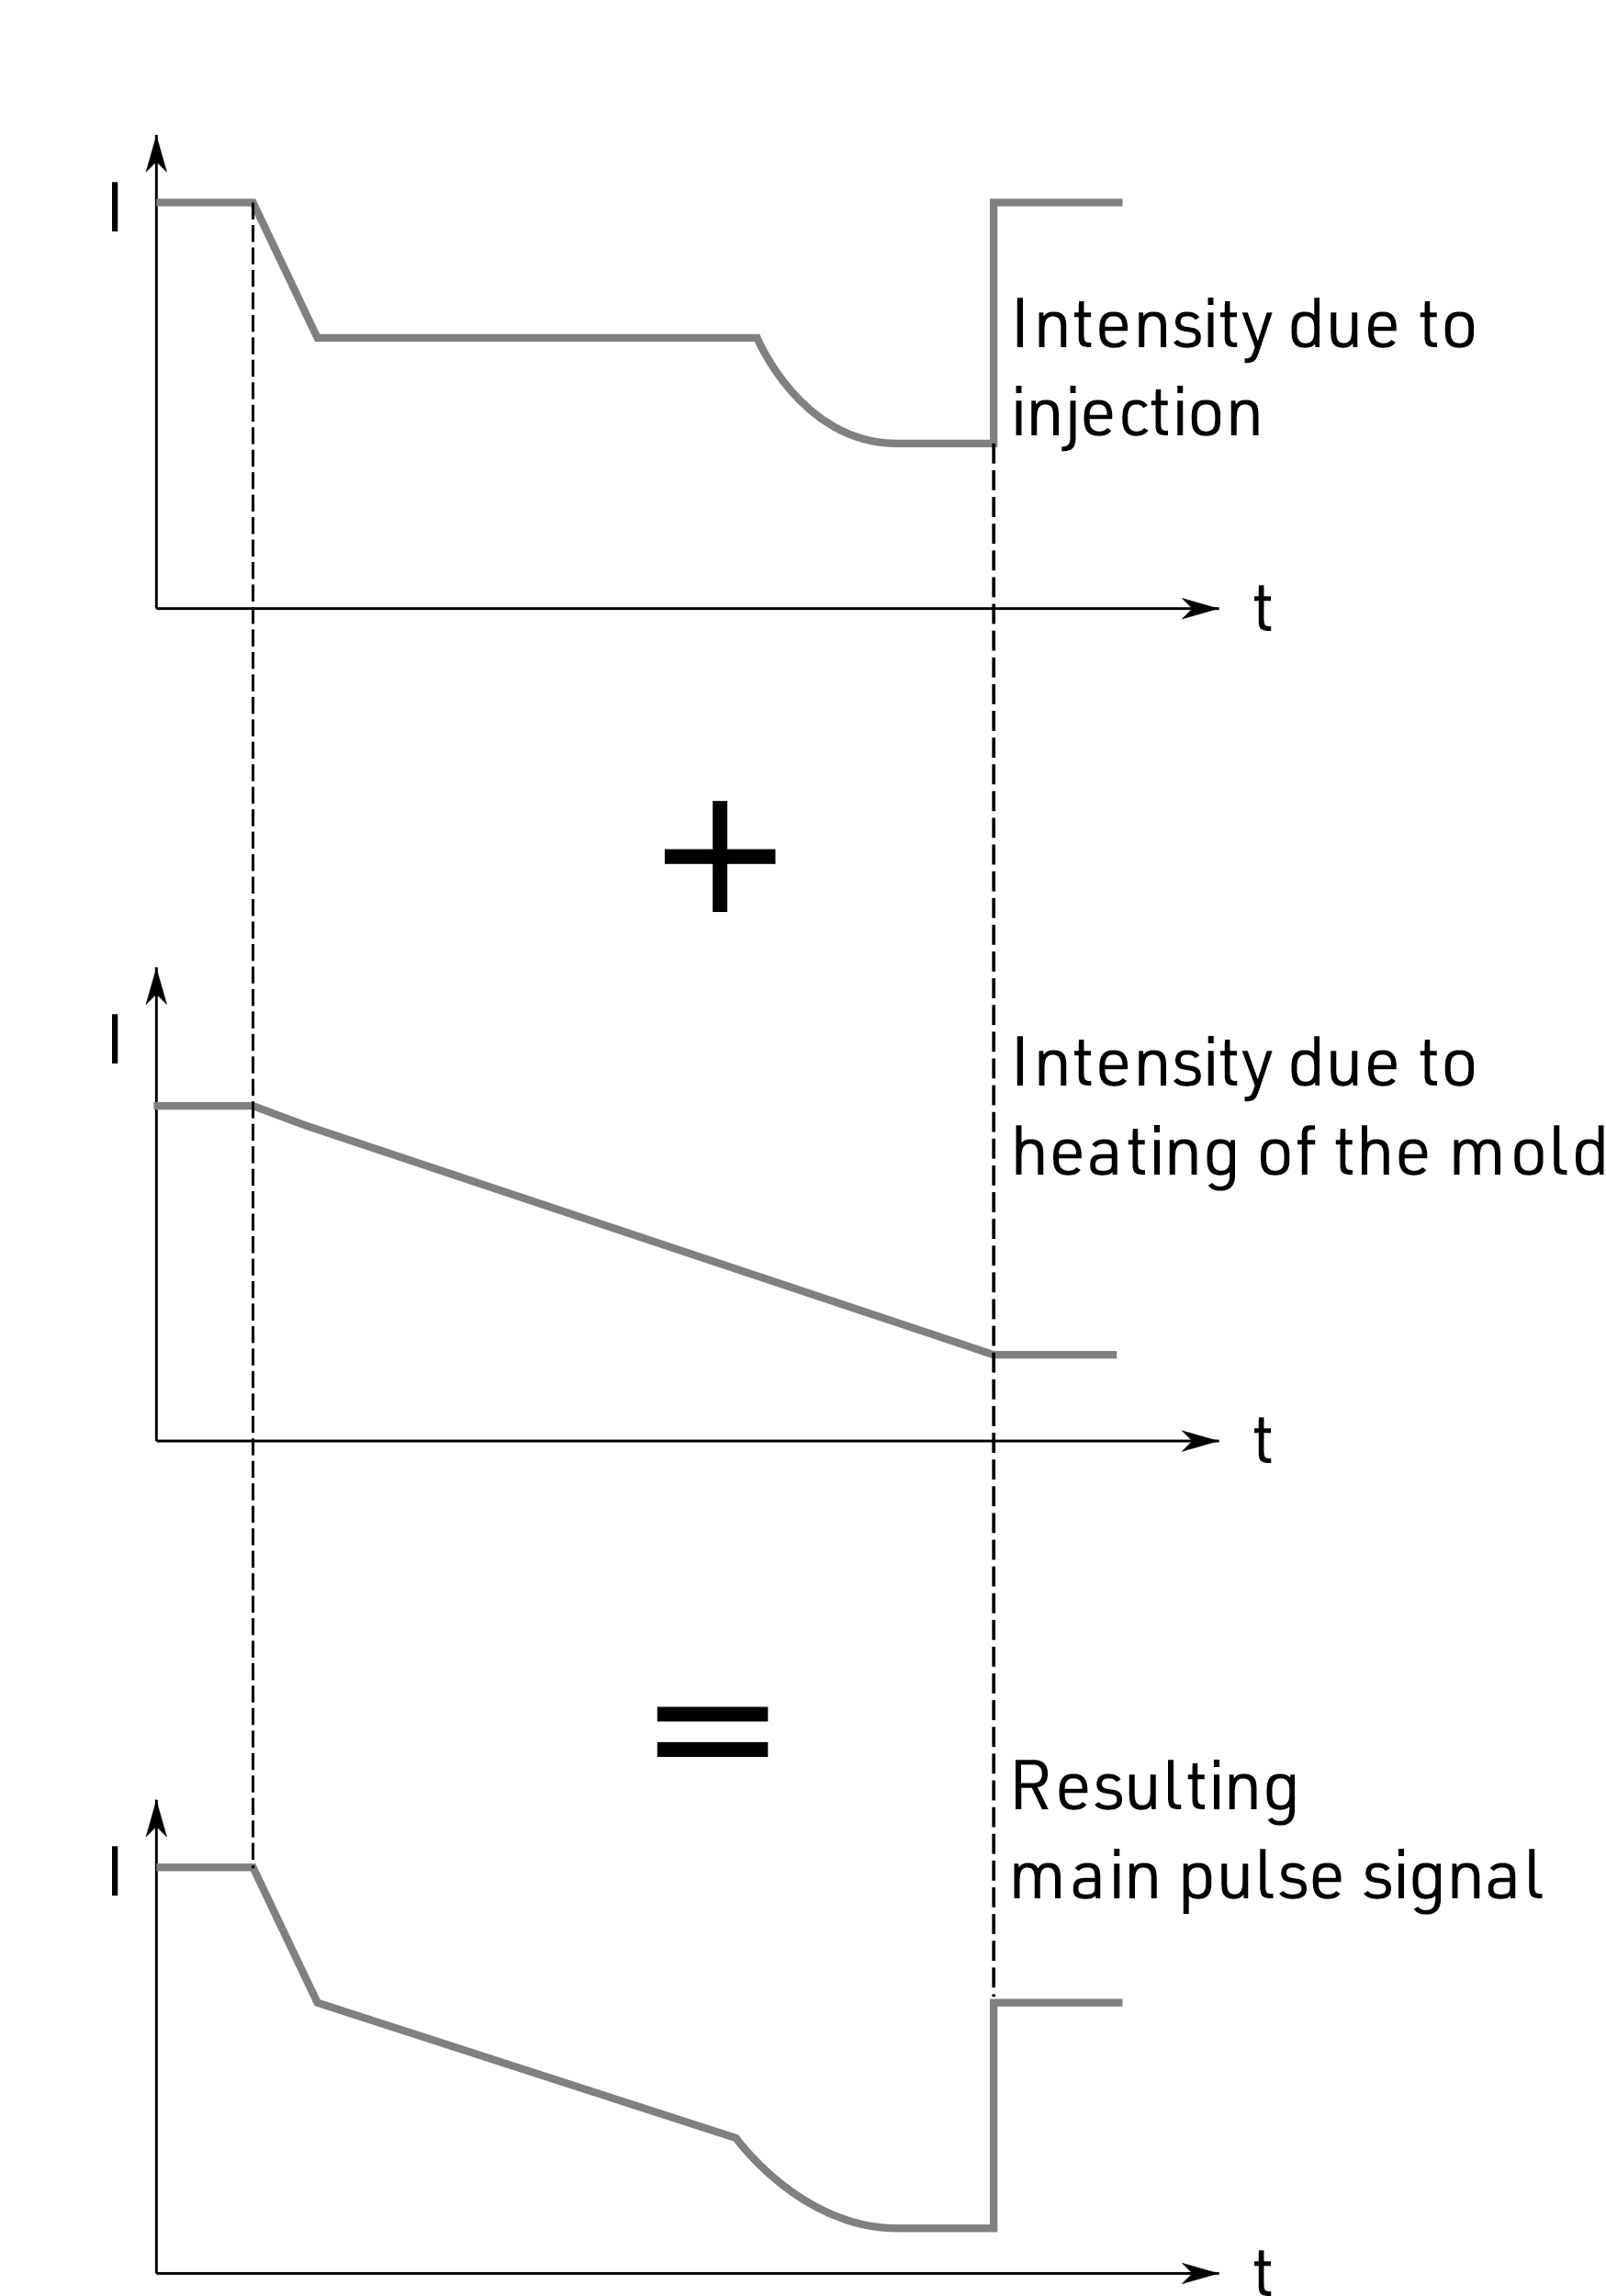 I
Intensity due to
injection
t
+
I
Intensity due to
heating of the mold
t
=
Resulting
I
main pulse signal
t